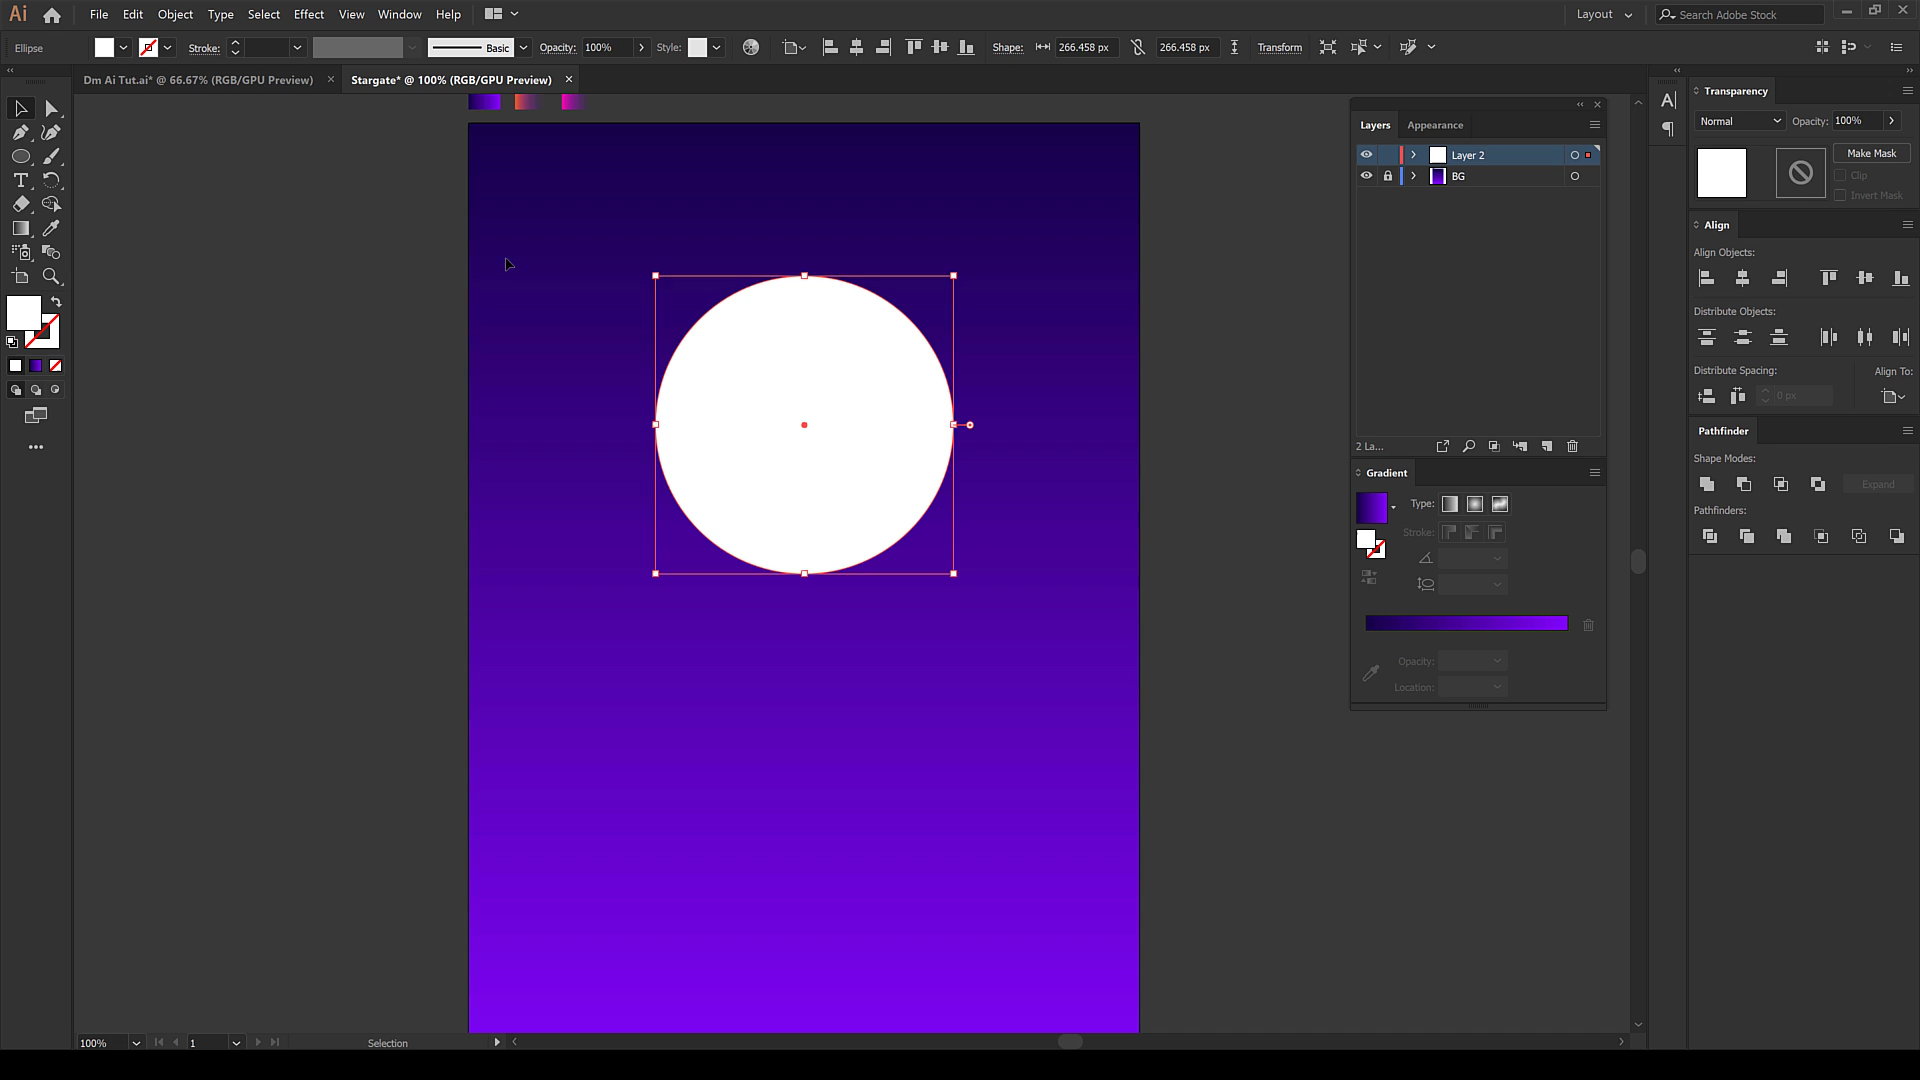 Ai File Edit Object Type Select Effect View Window Help Layout Search Adobe Stock
Ellipse Stroke: Basic Opacity: 100% Style: Shape: 266.458 px 266.458 px Transform
Dm Ai Tut.ai* @ 66.67% (RGB/GPU Preview) Stargate* @ 100% (RGB/GPU Preview)
Layers Appearance
Layer 2
BG
2 La...
Gradient
Type:
Stroke:
Opacity:
Location:
Transparency
Normal Opacity: 100%
Make Mask
Clip
Invert Mask
Align
Align Objects:
Distribute Objects:
Distribute Spacing: Align To:
0 px
Pathfinder
Shape Modes:
Expand
Pathfinders:
100% 1 Selection